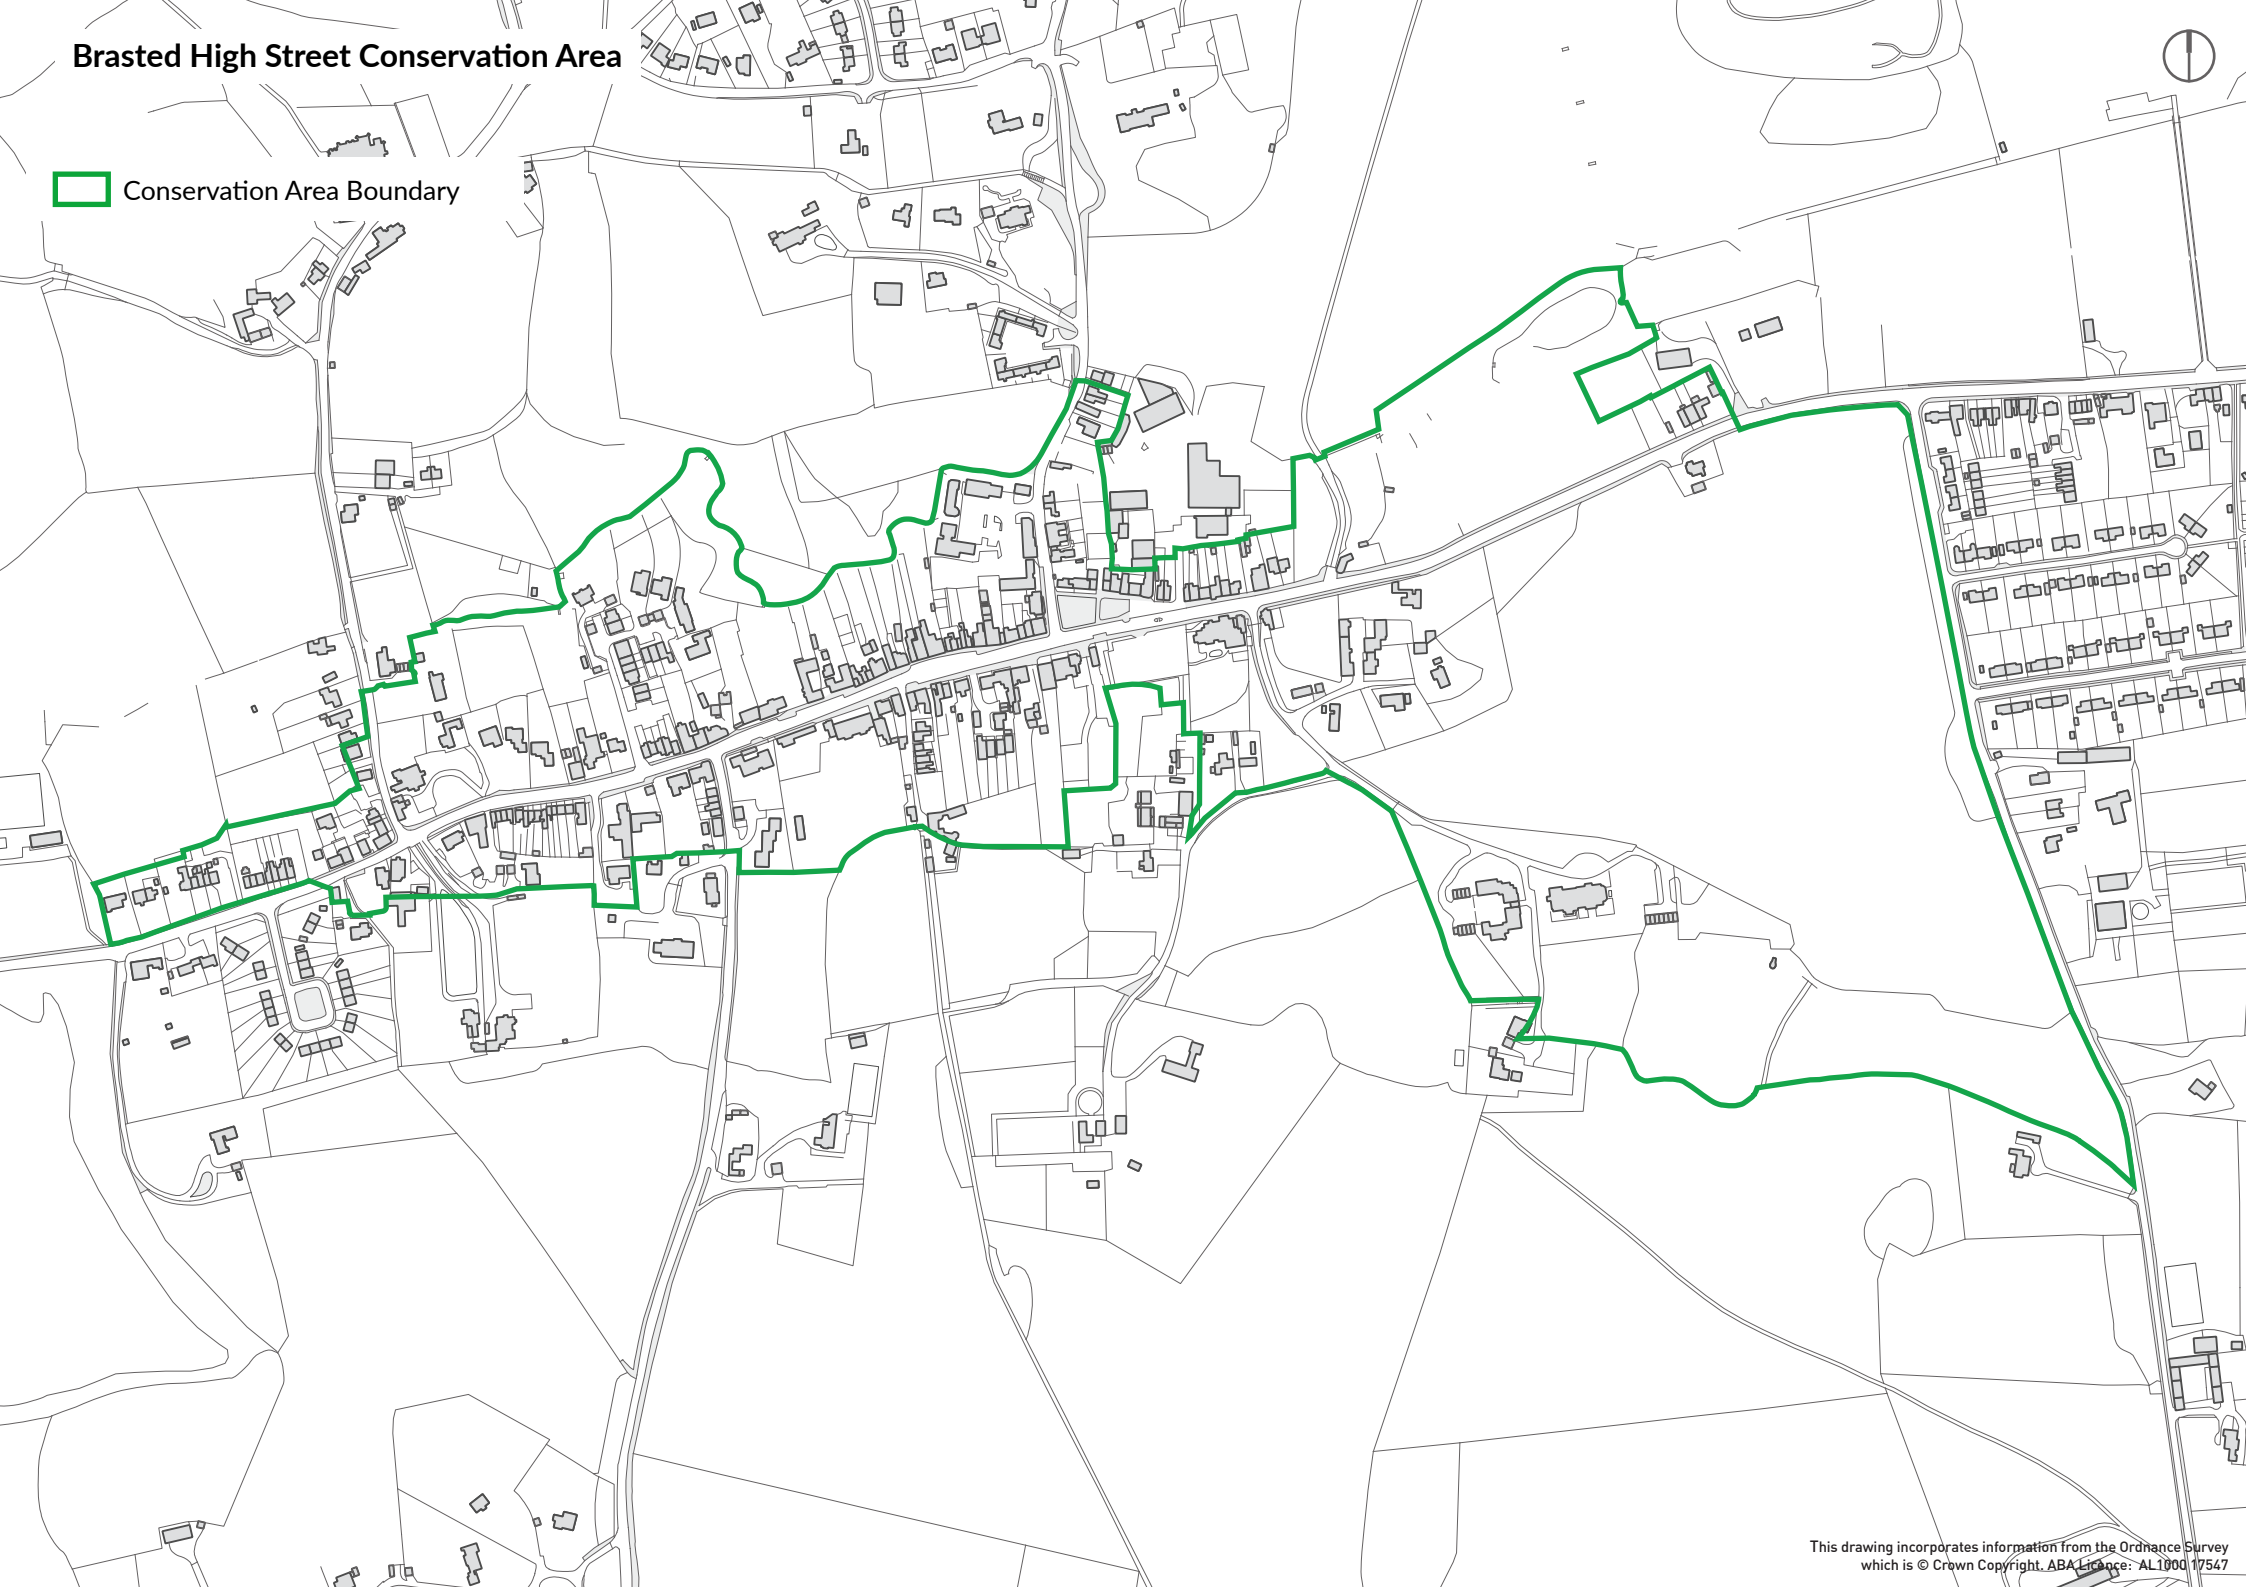 Brasted High Street Conservation Area
Conservation Area Boundary
This drawing incorporates information from the Ordnance Survey
which is © Crown Copyright. ABA Licence: AL1000 17547